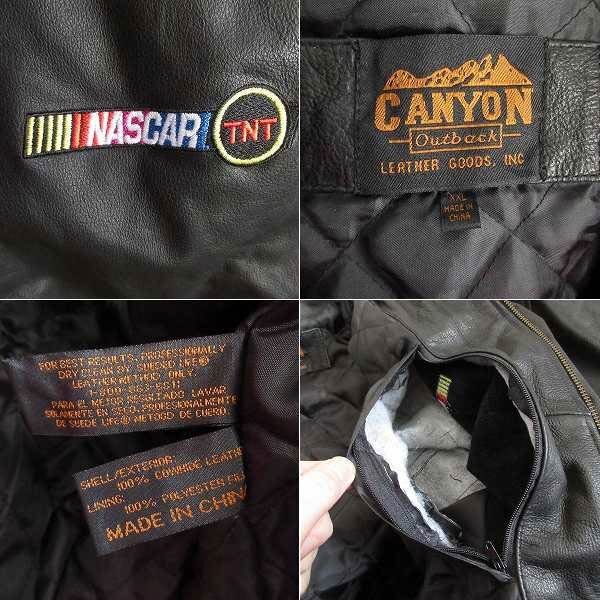 NASCAR TNT
CANYON
Outback
LEATHER GOODS, INC
XXL
MADE IN
CHINA
FOR BEST RESULTS, PROFESSIONALLY
DRY CLEAN BY SUEDE LIFE®
LEATHER METHOD ONLY.
PARA EL MEJOR RESULTADO LAVAR
SOLAMENTE EN SECO, PROFESIONALMENTE
DE SUEDE LIFE® METODO DE CUERO.
SHELL/EXTERIOR:
100% COWHIDE LEATHE
LINING:
100% POLYESTER
MADE IN CHIN